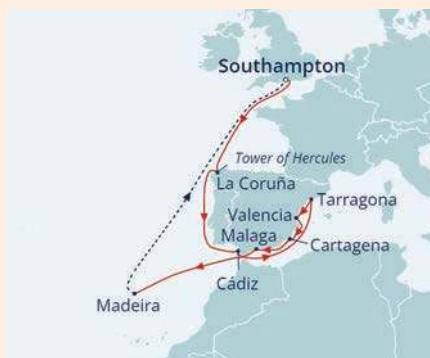 Southampton
Tower of Hercules
La Coruña
Tarragona
Valencia
Malaga
Cartagena
Cádiz
Madeira